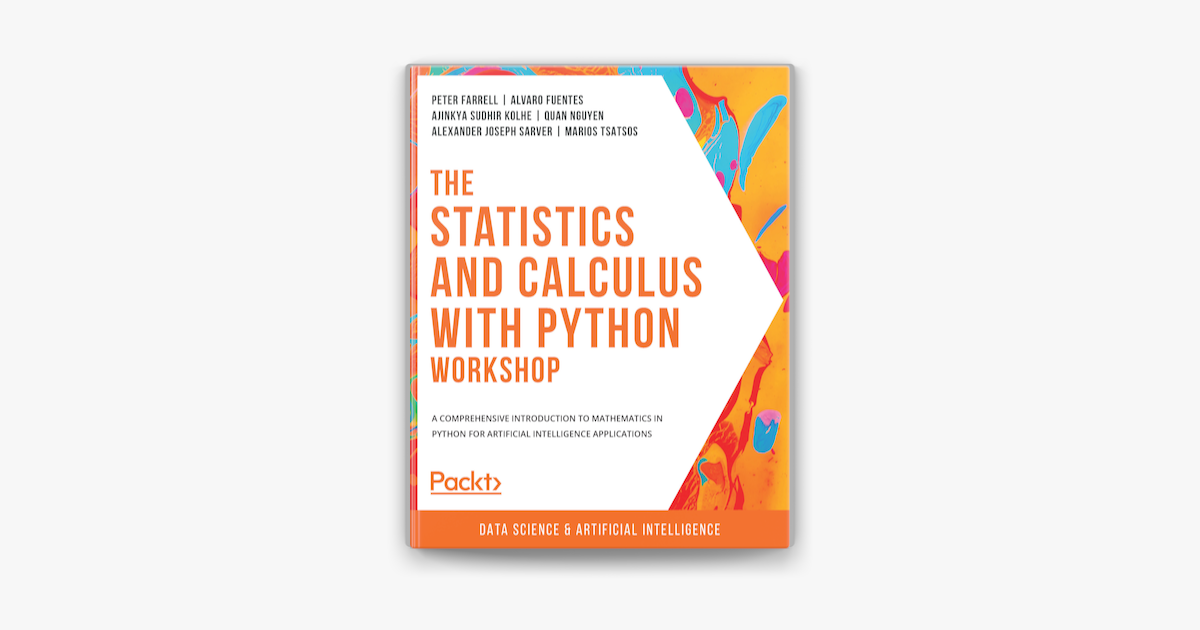 PETER FARRELL | ALVARO FUENTES
AJINKYA SUDHIR KOLHE | QUAN NGUYEN
ALEXANDER JOSEPH SARVER | MARIOS TSATSOS
THE
STATISTICS
AND CALCULUS
WITH PYTHON
WORKSHOP
A COMPREHENSIVE INTRODUCTION TO MATHEMATICS IN
PYTHON FOR ARTIFICIAL INTELLIGENCE APPLICATIONS
Packt>
DATA SCIENCE & ARTIFICIAL INTELLIGENCE